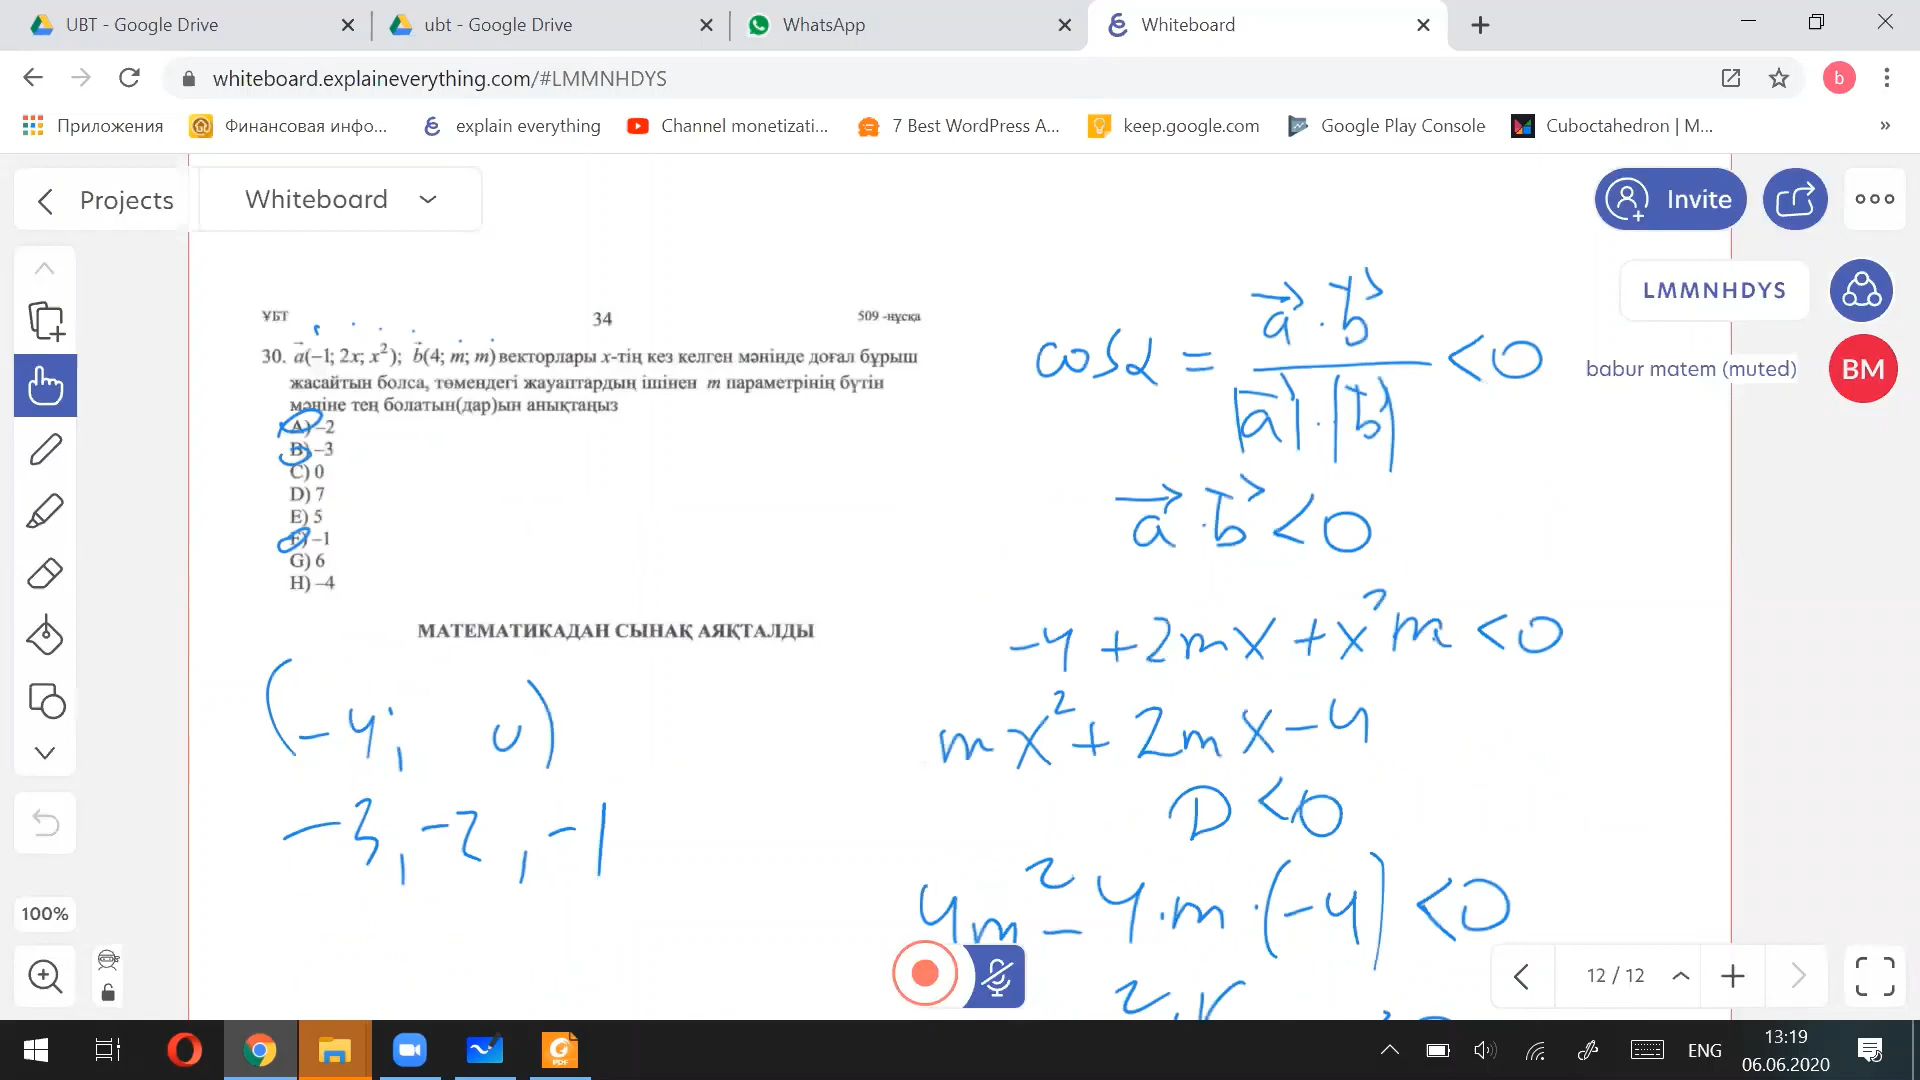 UBT - Google Drive
ubt - Google Drive
WhatsApp
Whiteboard
whiteboard.explaineverything.com/#LMMNHDYS
b
Приложения
Финансовая инфо...
explain everything
Channel monetizati...
7 Best WordPress A...
keep.google.com
Google Play Console
Cuboctahedron | M...
»
Projects
Whiteboard
Invite
LMMNHDYS
babur matem (muted)
BM
ҰБТ 34 509 -нұсқа
30. a(−1; 2x; x²); b(4; m; m) векторлары x-тің кез келген мәнінде доғал бұрыш
жасайтын болса, төмендегі жауаптардың ішінен m параметрінің бүтін
мәніне тең болатын(дар)ын анықтаңыз
A) −2
B) −3
C) 0
D) 7
E) 5
F) −1
G) 6
H) −4
МАТЕМАТИКАДАН СЫНАҚ АЯҚТАЛДЫ
(-4; 0)
-3, -2, -1
cosα = a·b / |a|·|b| <0
a·b <0
-4 +2mx +x²m <0
mx² + 2mx -4
D <0
4m² - 4·m·(-4) <0
100%
12 / 12
PDF
ENG
13:19
06.06.2020